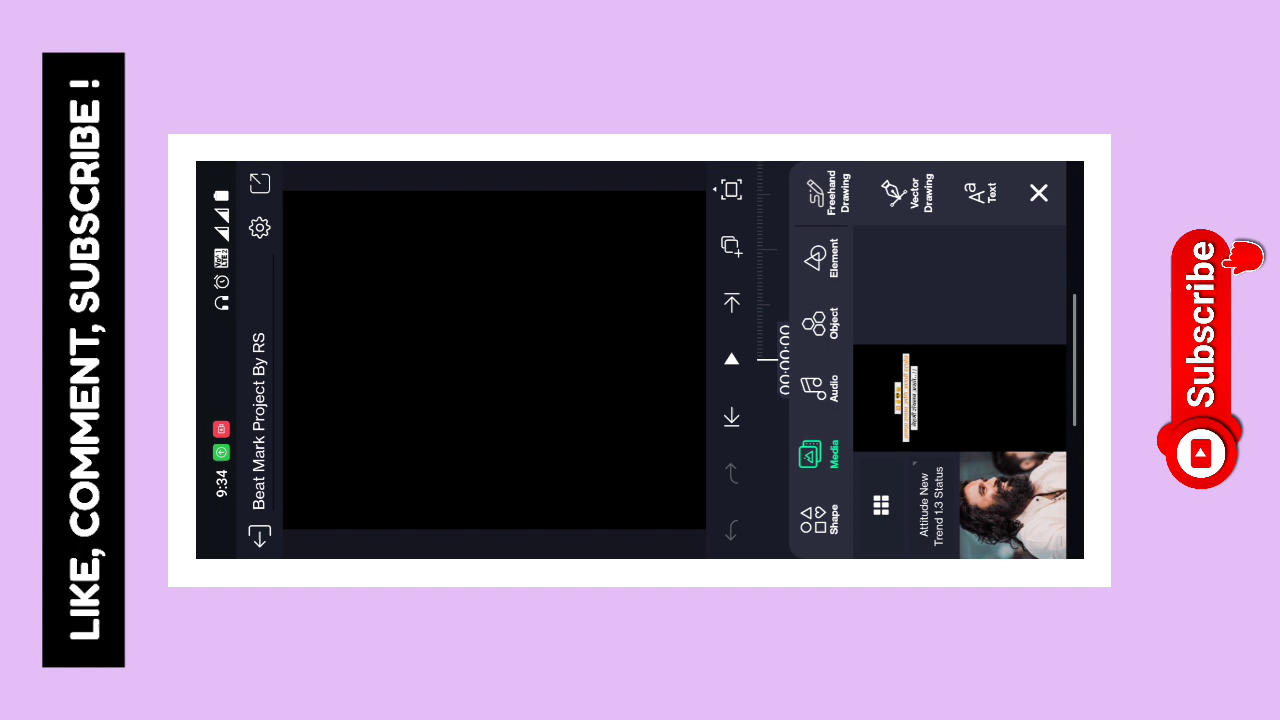 LIKE, COMMENT, SUBSCRIBE !
9:34
Beat Mark Project By RS
00:00:00
Shape
Media
Audio
Object
Element
Freehand
Drawing
Vector
Text
Attitude New
Trend 1.3 Status
Subscribe